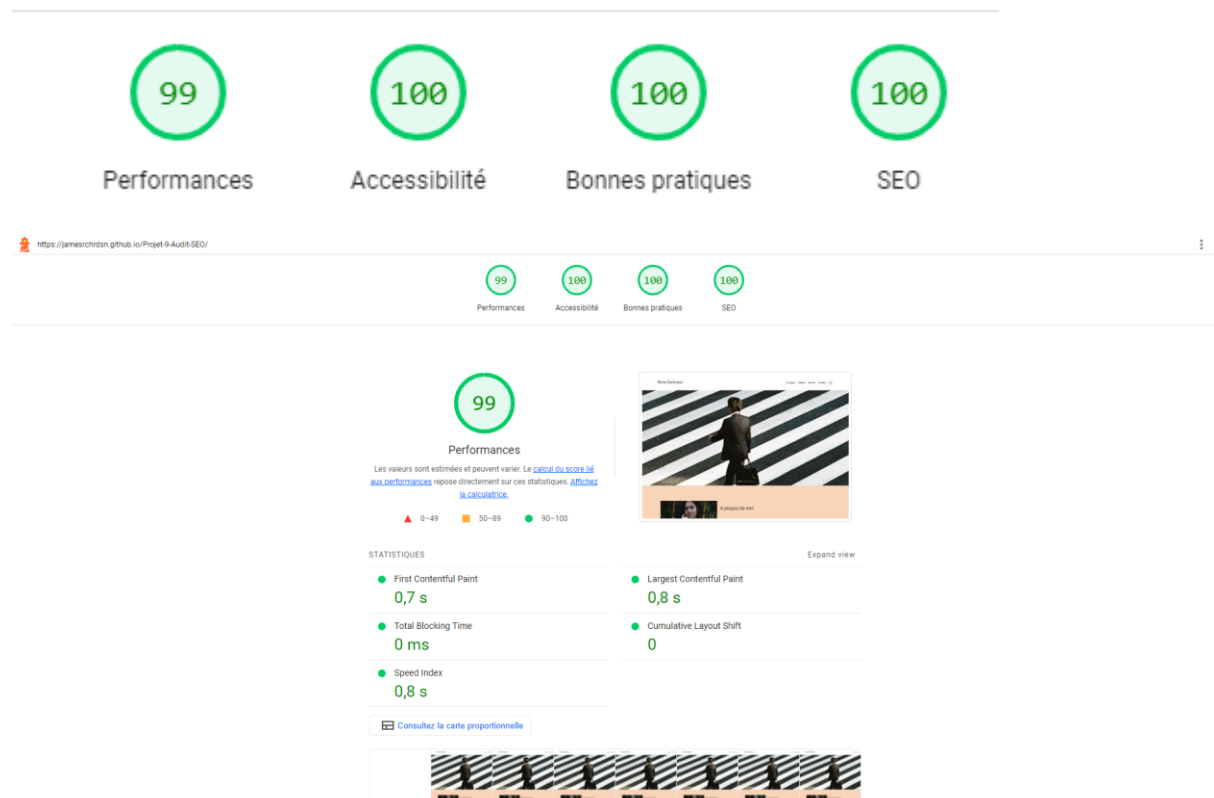 99 100 100 100
Performances Accessibilité Bonnes pratiques SEO
https://jamesrchrdsn.github.io/Projet-9-Audit-SEO/
99 100 100 100
Performances Accessibilité Bonnes pratiques SEO
99
Performances
Les valeurs sont estimées et peuvent varier. Le calcul du score lié
aux performances repose directement sur ces statistiques. Affichez
la calculatrice.
0–49 50–89 90–100
A propos de moi
STATISTIQUES Expand view
First Contentful Paint Largest Contentful Paint
0,7 s 0,8 s
Total Blocking Time Cumulative Layout Shift
0 ms 0
Speed Index
0,8 s
Consultez la carte proportionnelle